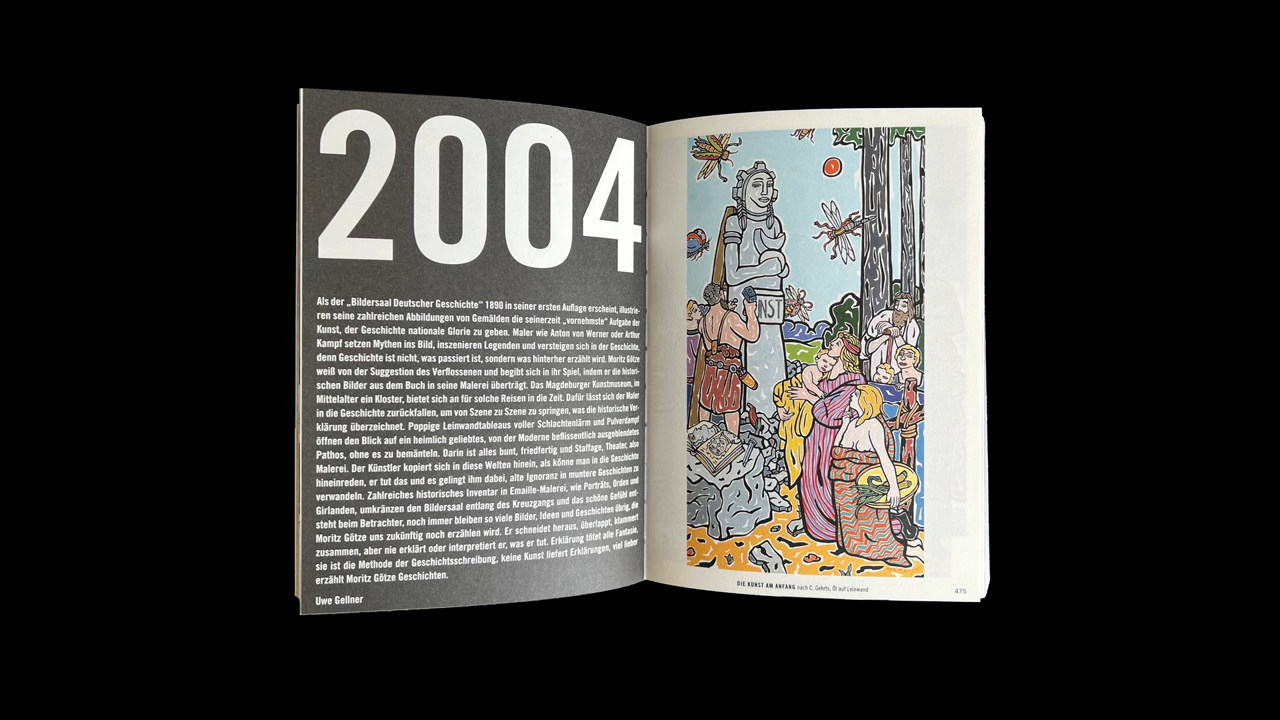 2004
Als der „Bildersaal Deutscher Geschichte“ 1890 in seiner ersten Auflage erscheint, illustrie-
ren seine zahlreichen Abbildungen von Gemälden die seinerzeit „vornehmste“ Aufgabe der
Kunst, der Geschichte nationale Glorie zu geben. Maler wie Anton von Werner oder Arthur
Kampf setzen Mythen ins Bild, inszenieren Legenden und versteigen sich in der Geschichte,
denn Geschichte ist nicht, was passiert ist, sondern was hinterher erzählt wird. Moritz Götze
weiß von der Suggestion des Verflossenen und begibt sich in ihr Spiel, indem er die histori-
schen Bilder aus dem Buch in seine Malerei überträgt. Das Magdeburger Kunstmuseum, im
Mittelalter ein Kloster, bietet sich an für solche Reisen in die Zeit. Dafür lässt sich der Maler
in die Geschichte zurückfallen, um von Szene zu Szene zu springen, was die historische Ver-
klärung überzeichnet. Poppige Leinwandtableaus voller Schlachtenlärm und Pulverdampf
öffnen den Blick auf ein heimlich geliebtes, von der Moderne beflissentlich ausgeblendetes
Pathos, ohne es zu bemänteln. Darin ist alles bunt, friedfertig und Staffage, Theater, also
Malerei. Der Künstler kopiert sich in diese Welten hinein, als könne man in die Geschichte
hineinreden, er tut das und es gelingt ihm dabei, alte Ignoranz in muntere Geschichten zu
verwandeln. Zahlreiches historisches Inventar in Emaille-Malerei, wie Porträts, Orden und
Girlanden, umkränzen den Bildersaal entlang des Kreuzgangs und das schöne Gefühl ent-
steht beim Betrachter, noch immer bleiben so viele Bilder, Ideen und Geschichten übrig, die
Moritz Götze uns zukünftig noch erzählen wird. Er schneidet heraus, überlappt, klammert
zusammen, aber nie erklärt oder interpretiert er, was er tut. Erklärung tötet alle Fantasie,
sie ist die Methode der Geschichtsschreibung, keine Kunst liefert Erklärungen, viel lieber
erzählt Moritz Götze Geschichten.
Uwe Gellner
NST
DIE KUNST AM ANFANG nach C. Gehrts, Öl auf Leinwand
475